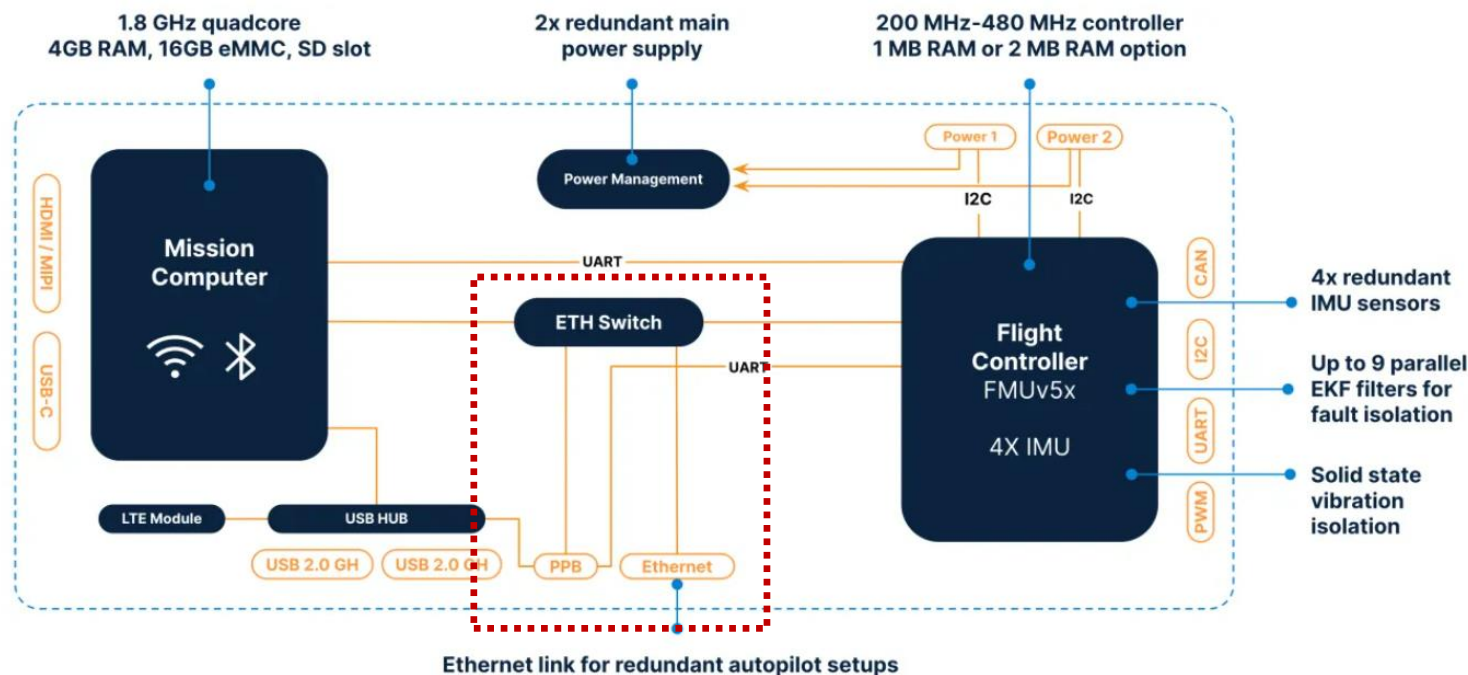 1.8 GHz quadcore
4GB RAM, 16GB eMMC, SD slot
2x redundant main
power supply
200 MHz-480 MHz controller
1 MB RAM or 2 MB RAM option
Power 1
Power 2
Power Management
I2C
I2C
HDMI / MIPI
USB-C
Mission
Computer
UART
ETH Switch
UART
Flight
Controller
FMUv5x
4X IMU
CAN
I2C
UART
PWM
4x redundant
IMU sensors
Up to 9 parallel
EKF filters for
fault isolation
Solid state
vibration
isolation
LTE Module
USB HUB
USB 2.0 GH
USB 2.0 GH
PPB
Ethernet
Ethernet link for redundant autopilot setups